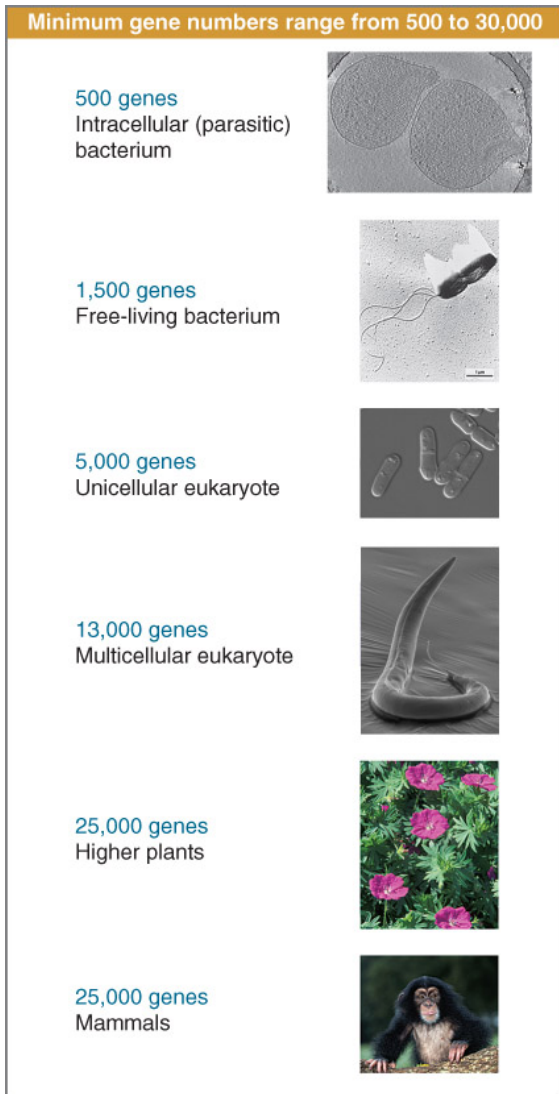 Minimum gene numbers range from 500 to 30,000
500 genes
Intracellular (parasitic)
bacterium
1,500 genes
Free-living bacterium
5,000 genes
Unicellular eukaryote
13,000 genes
Multicellular eukaryote
25,000 genes
Higher plants
25,000 genes
Mammals